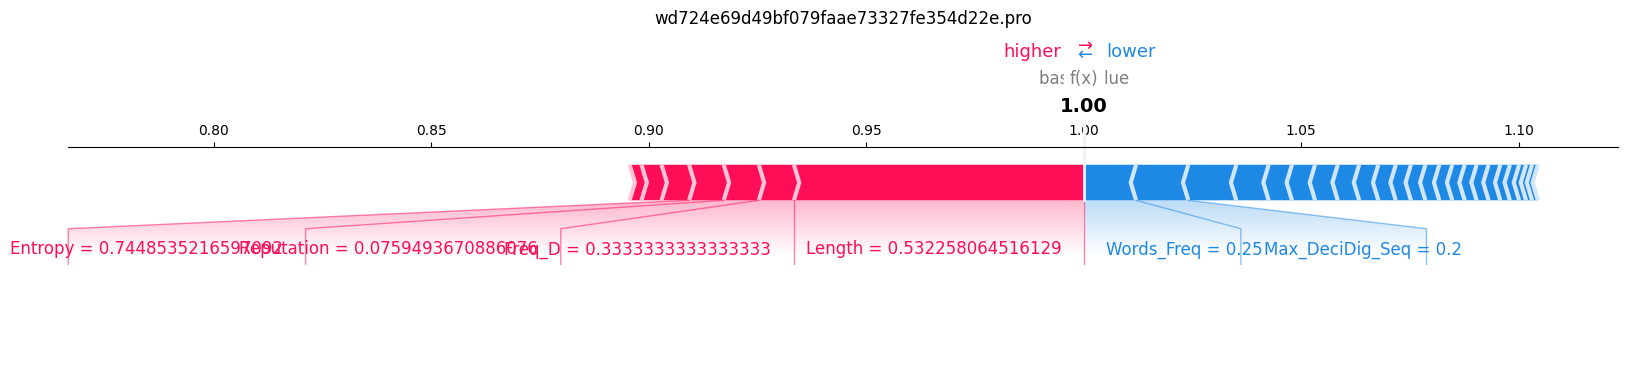 wd724e69d49bf079faae73327fe354d22e.pro
higher → ← lower
bas f(x) lue
1.00
0.80 0.85 0.90 0.95 1.00 1.05 1.10
Entropy = 0.7448535216597092 Reputation = 0.0759493670886076 Freq_D = 0.3333333333333333 Length = 0.532258064516129 Words_Freq = 0.25 Max_DeciDig_Seq = 0.2